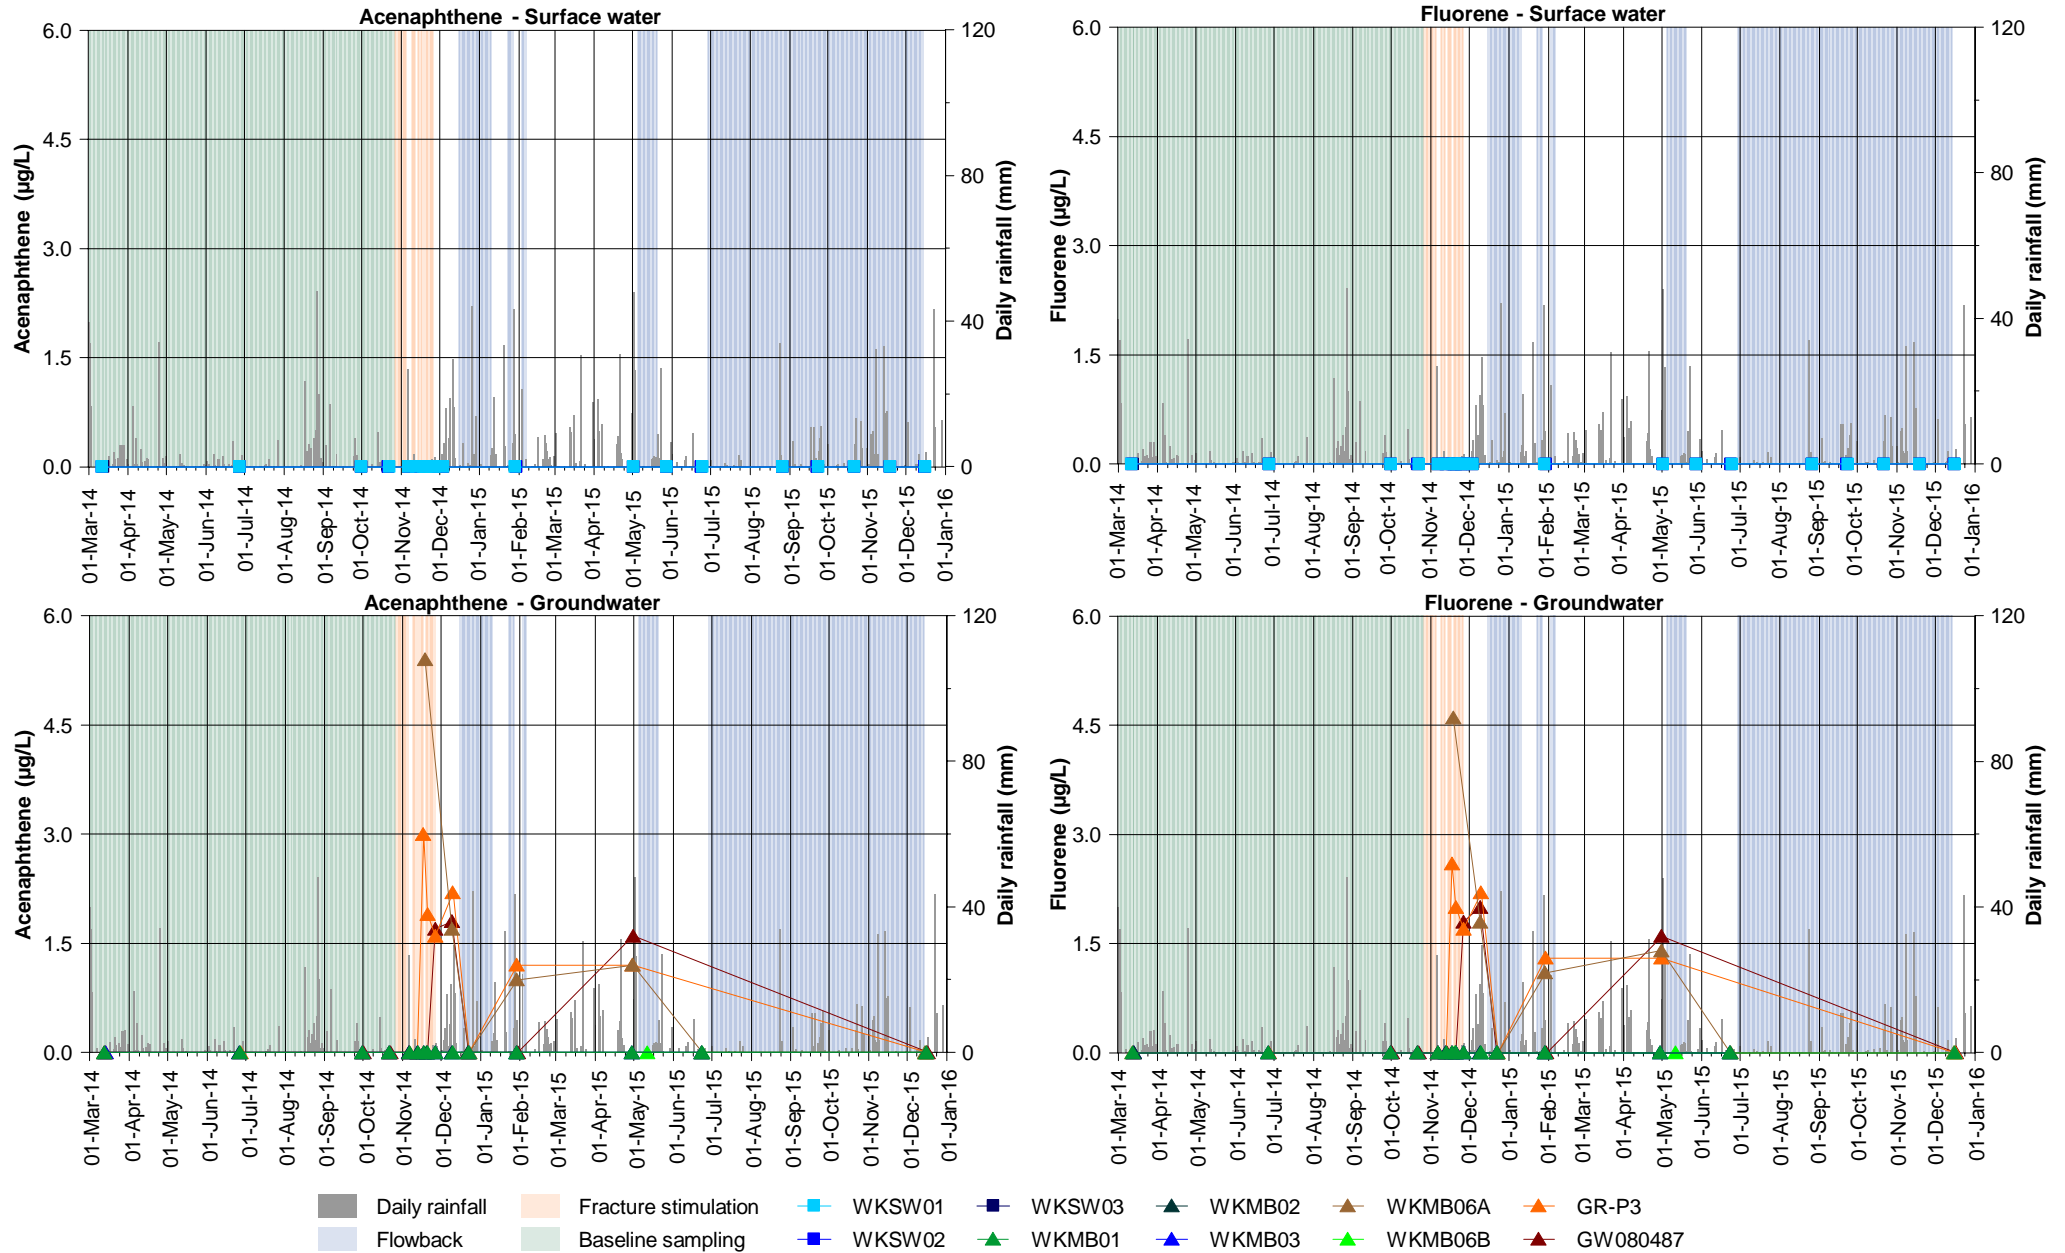 Acenaphthene - Surface water
6.0
4.5
3.0
1.5
0.0
Acenaphthene (µg/L)
120
80
40
0
Daily rainfall (mm)
01-Mar-14
01-Apr-14
01-May-14
01-Jun-14
01-Jul-14
01-Aug-14
01-Sep-14
01-Oct-14
01-Nov-14
01-Dec-14
01-Jan-15
01-Feb-15
01-Mar-15
01-Apr-15
01-May-15
01-Jun-15
01-Jul-15
01-Aug-15
01-Sep-15
01-Oct-15
01-Nov-15
01-Dec-15
01-Jan-16
Fluorene - Surface water
6.0
4.5
3.0
1.5
0.0
Fluorene (µg/L)
120
80
40
0
Daily rainfall (mm)
01-Mar-14
01-Apr-14
01-May-14
01-Jun-14
01-Jul-14
01-Aug-14
01-Sep-14
01-Oct-14
01-Nov-14
01-Dec-14
01-Jan-15
01-Feb-15
01-Mar-15
01-Apr-15
01-May-15
01-Jun-15
01-Jul-15
01-Aug-15
01-Sep-15
01-Oct-15
01-Nov-15
01-Dec-15
01-Jan-16
Acenaphthene - Groundwater
6.0
4.5
3.0
1.5
0.0
Acenaphthene (µg/L)
120
80
40
0
Daily rainfall (mm)
01-Mar-14
01-Apr-14
01-May-14
01-Jun-14
01-Jul-14
01-Aug-14
01-Sep-14
01-Oct-14
01-Nov-14
01-Dec-14
01-Jan-15
01-Feb-15
01-Mar-15
01-Apr-15
01-May-15
01-Jun-15
01-Jul-15
01-Aug-15
01-Sep-15
01-Oct-15
01-Nov-15
01-Dec-15
01-Jan-16
Fluorene - Groundwater
6.0
4.5
3.0
1.5
0.0
Fluorene (µg/L)
120
80
40
0
Daily rainfall (mm)
01-Mar-14
01-Apr-14
01-May-14
01-Jun-14
01-Jul-14
01-Aug-14
01-Sep-14
01-Oct-14
01-Nov-14
01-Dec-14
01-Jan-15
01-Feb-15
01-Mar-15
01-Apr-15
01-May-15
01-Jun-15
01-Jul-15
01-Aug-15
01-Sep-15
01-Oct-15
01-Nov-15
01-Dec-15
01-Jan-16
Daily rainfall Fracture stimulation WKSW01 WKSW03 WKMB02 WKMB06A GR-P3
Flowback Baseline sampling WKSW02 WKMB01 WKMB03 WKMB06B GW080487